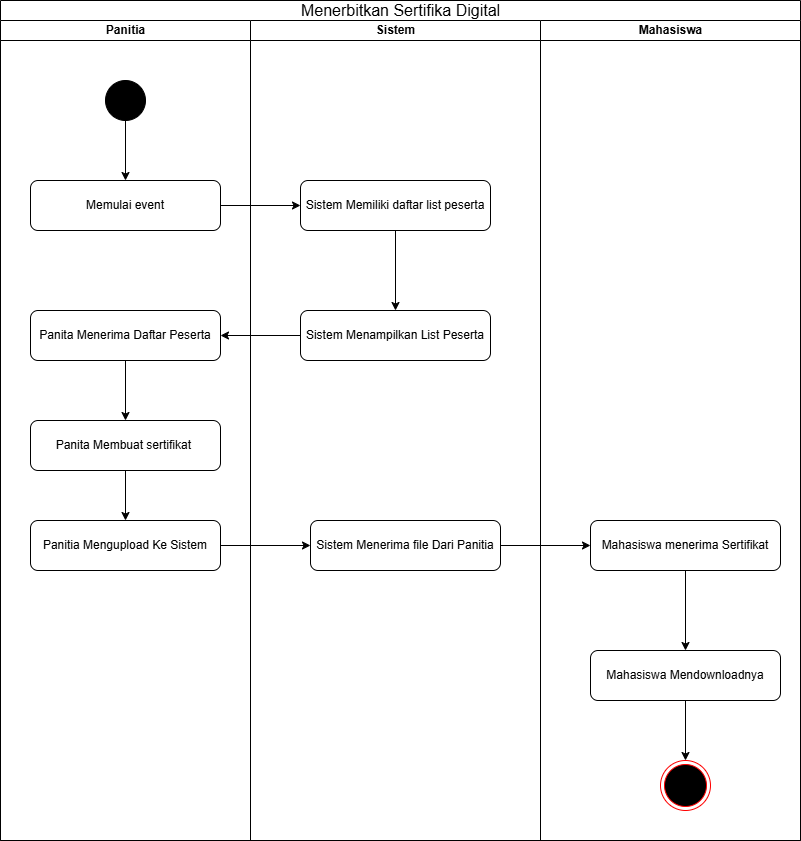 Menerbitkan Sertifika Digital
Panitia
Sistem
Mahasiswa
Memulai event
Sistem Memiliki daftar list peserta
Panita Menerima Daftar Peserta
Sistem Menampilkan List Peserta
Panita Membuat sertifikat
Panitia Mengupload Ke Sistem
Sistem Menerima file Dari Panitia
Mahasiswa menerima Sertifikat
Mahasiswa Mendownloadnya